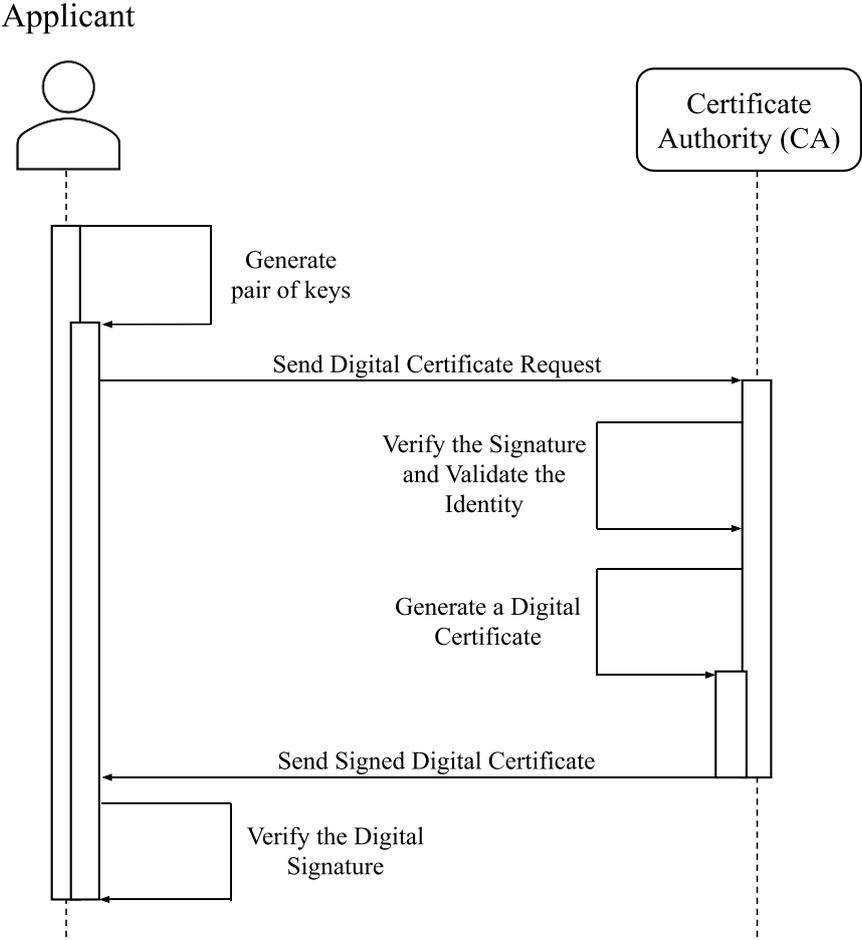 Applicant
Certificate
Authority (CA)
Generate
pair of keys
Send Digital Certificate Request
Verify the Signature
and Validate the
Identity
Generate a Digital
Certificate
Send Signed Digital Certificate
Verify the Digital
Signature